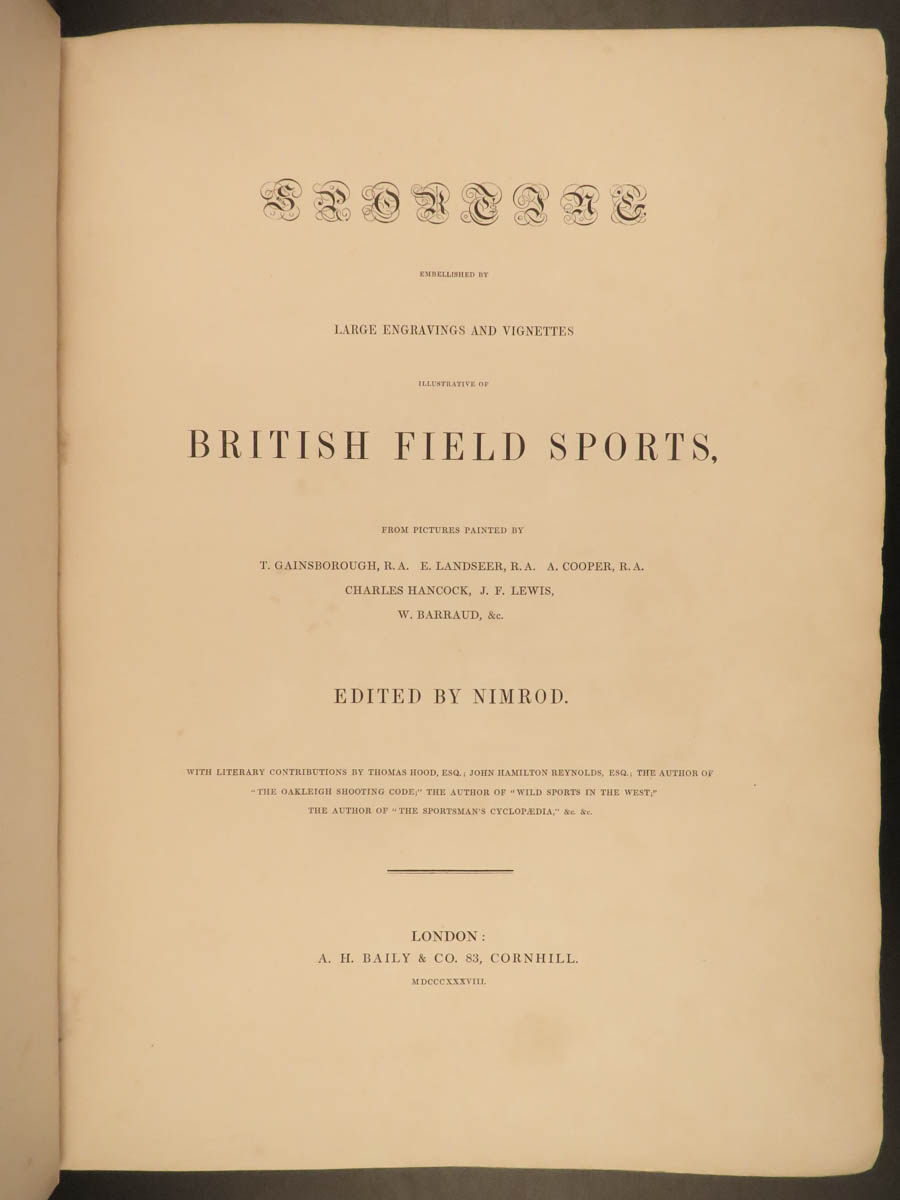 SPORTING
EMBELLISHED BY
LARGE ENGRAVINGS AND VIGNETTES
ILLUSTRATIVE OF
BRITISH FIELD SPORTS,
FROM PICTURES PAINTED BY
T. GAINSBOROUGH, R.A. E. LANDSEER, R.A. A. COOPER, R.A.
CHARLES HANCOCK, J. F. LEWIS,
W. BARRAUD, &c.
EDITED BY NIMROD.
WITH LITERARY CONTRIBUTIONS BY THOMAS HOOD, ESQ.; JOHN HAMILTON REYNOLDS, ESQ.; THE AUTHOR OF
"THE OAKLEIGH SHOOTING CODE;" THE AUTHOR OF "WILD SPORTS IN THE WEST;"
THE AUTHOR OF "THE SPORTSMAN'S CYCLOPÆDIA," &c. &c.
LONDON:
A. H. BAILY & CO. 83, CORNHILL.
MDCCCXXXVIII.